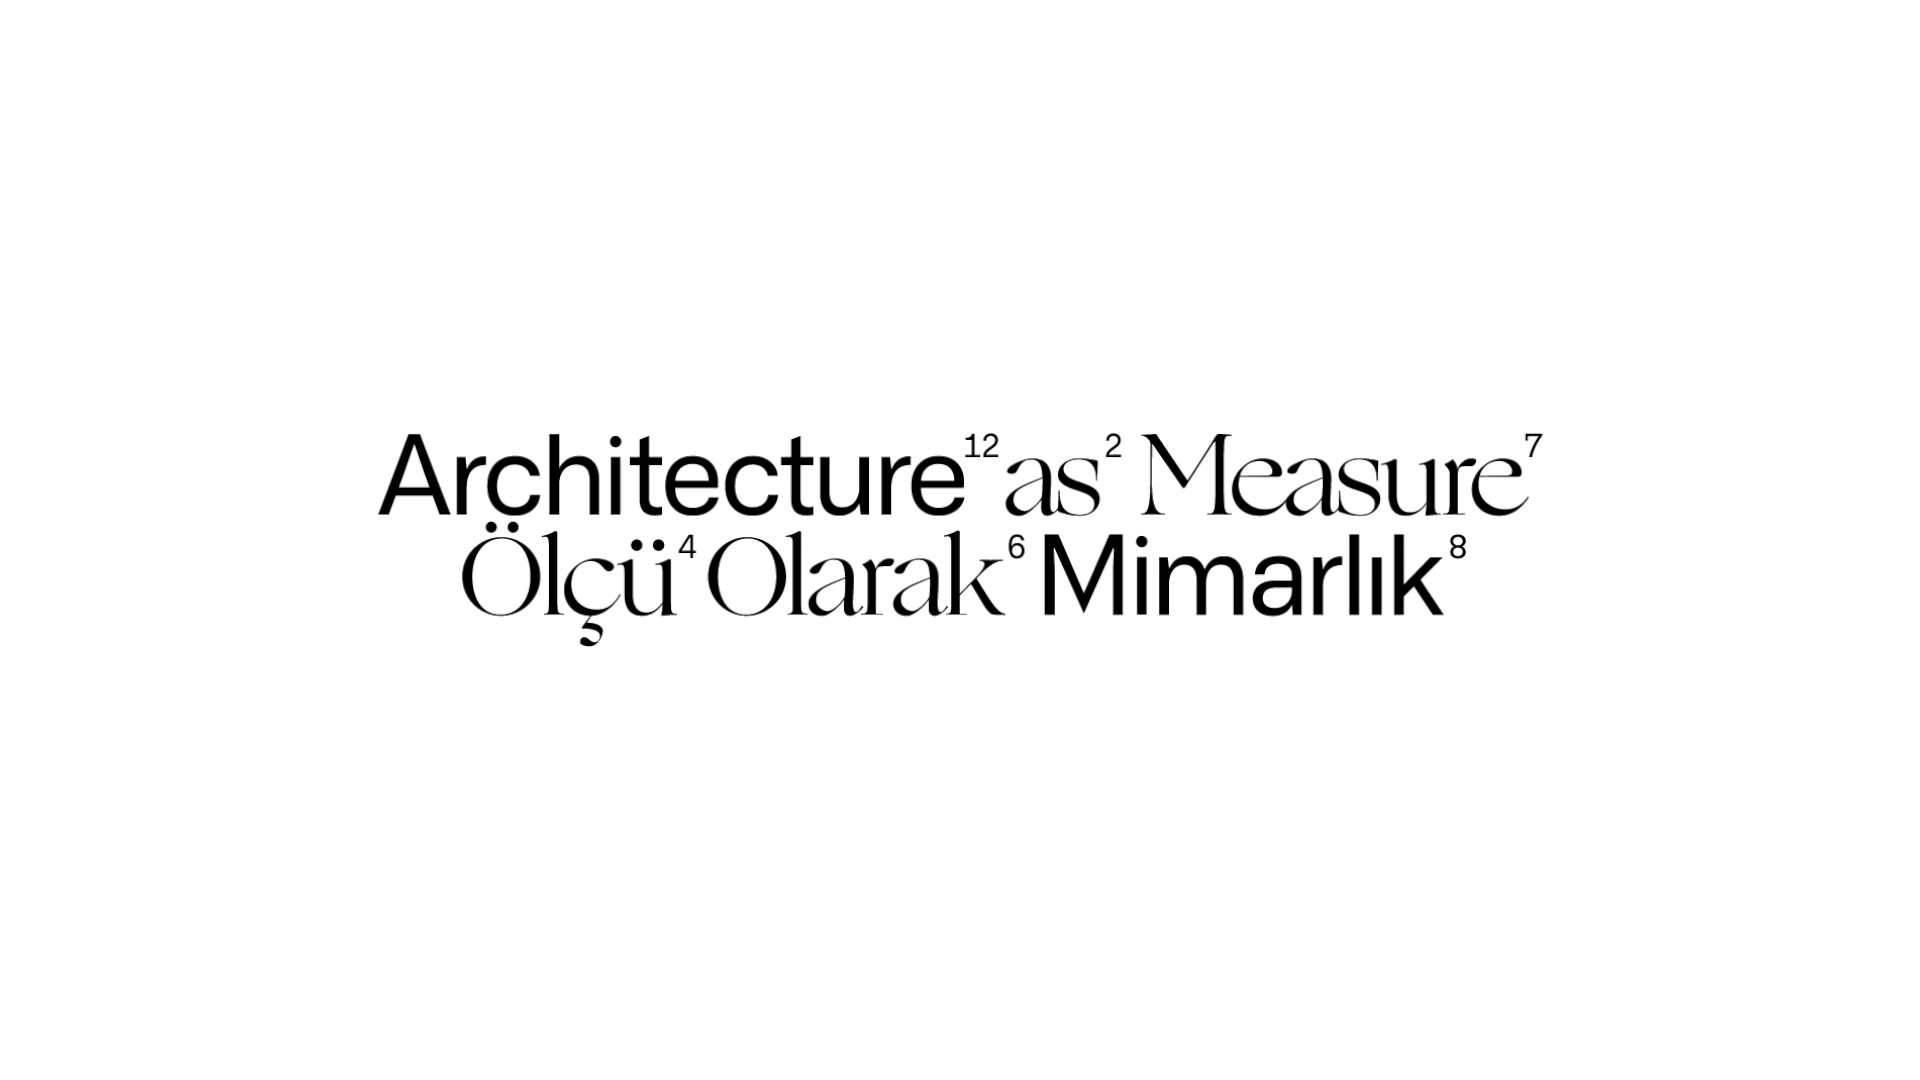 Architecture¹² as² Measure⁷
Ölçü⁴ Olarak⁶ Mimarlık⁸